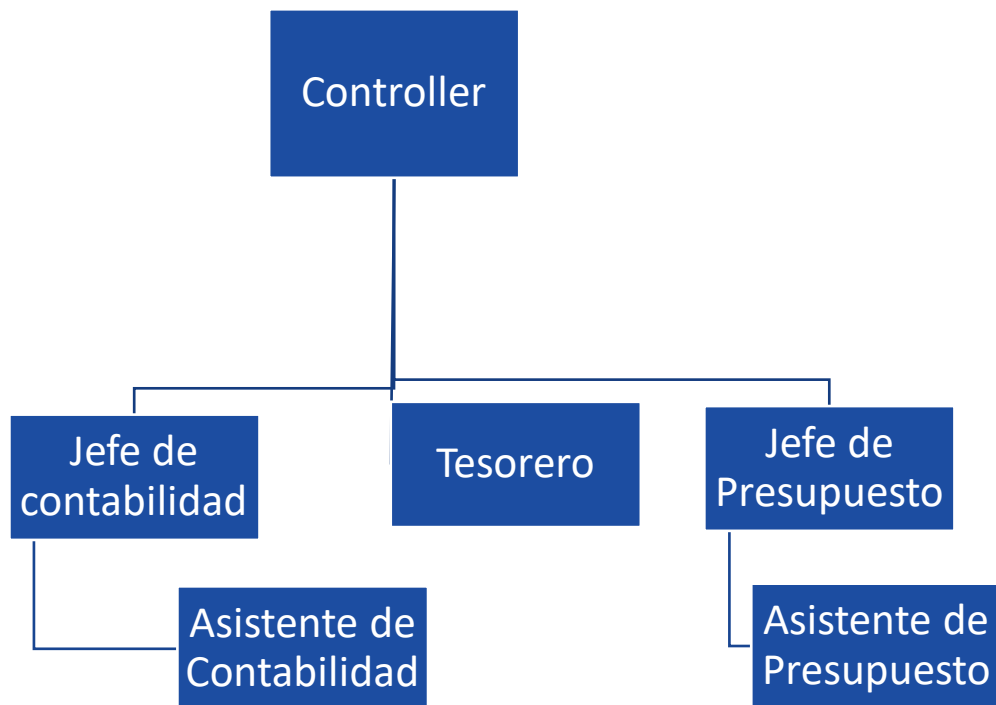 Controller
Jefe de
contabilidad
Tesorero
Jefe de
Presupuesto
Asistente de
Contabilidad
Asistente de
Presupuesto